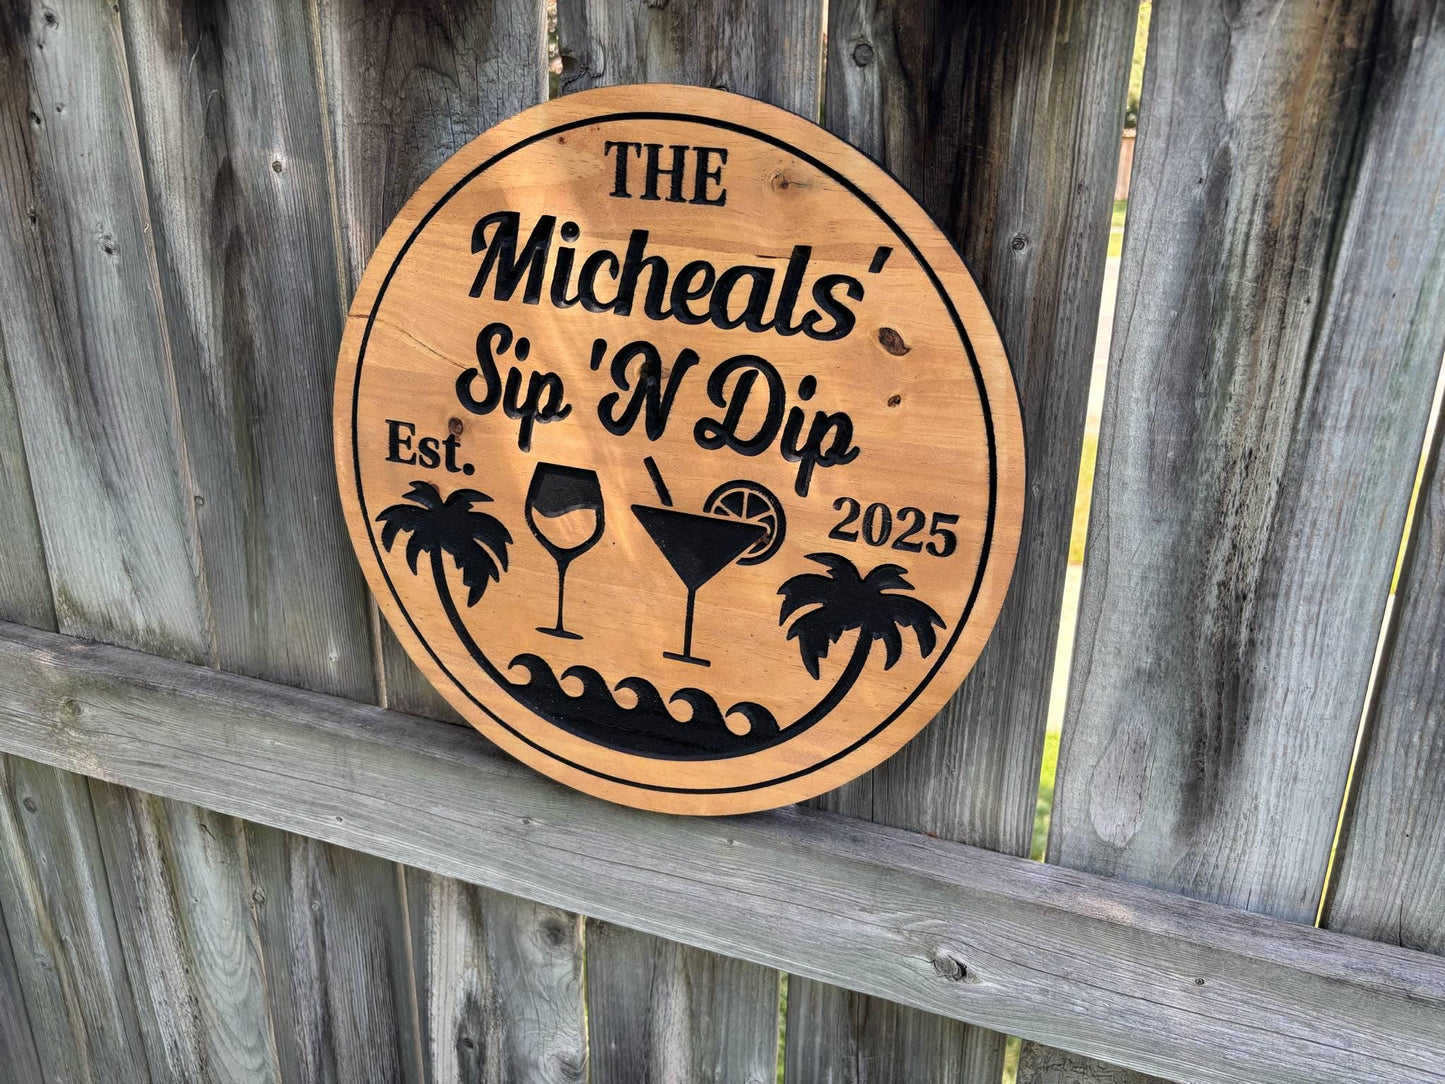 THE
Micheals'
Sip 'N Dip
Est.
2025